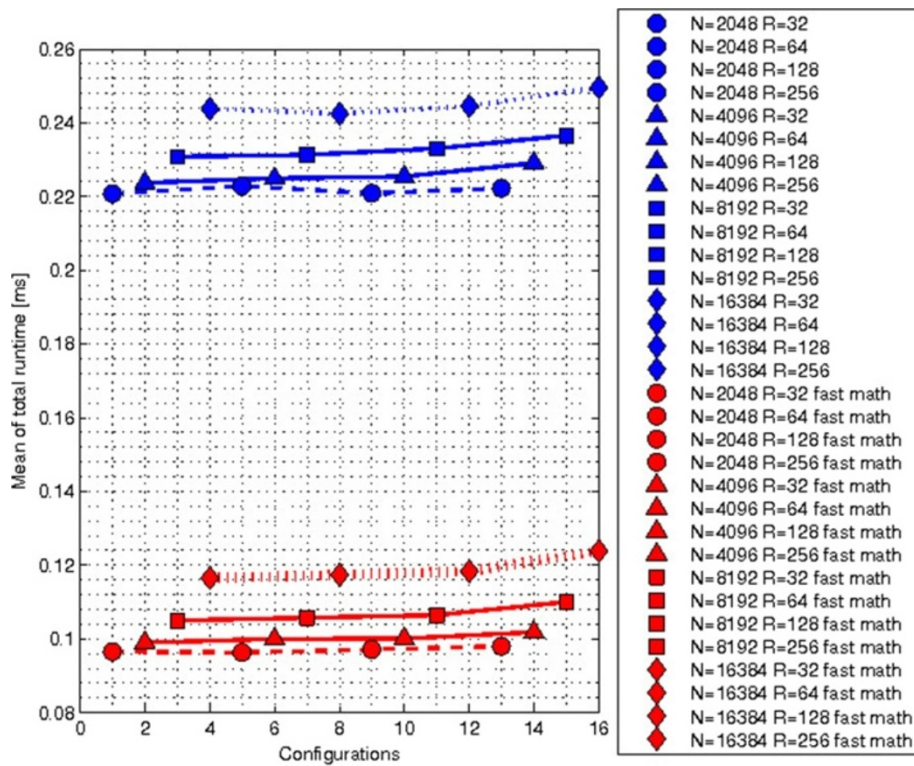 0.26
0.24
0.22
0.2
0.18
0.16
0.14
0.12
0.1
0.08
Mean of total runtime [ms]
0 2 4 6 8 10 12 14 16
Configurations
N=2048 R=32
N=2048 R=64
N=2048 R=128
N=2048 R=256
N=4096 R=32
N=4096 R=64
N=4096 R=128
N=4096 R=256
N=8192 R=32
N=8192 R=64
N=8192 R=128
N=8192 R=256
N=16384 R=32
N=16384 R=64
N=16384 R=128
N=16384 R=256
N=2048 R=32 fast math
N=2048 R=64 fast math
N=2048 R=128 fast math
N=2048 R=256 fast math
N=4096 R=32 fast math
N=4096 R=64 fast math
N=4096 R=128 fast math
N=4096 R=256 fast math
N=8192 R=32 fast math
N=8192 R=64 fast math
N=8192 R=128 fast math
N=8192 R=256 fast math
N=16384 R=32 fast math
N=16384 R=64 fast math
N=16384 R=128 fast math
N=16384 R=256 fast math